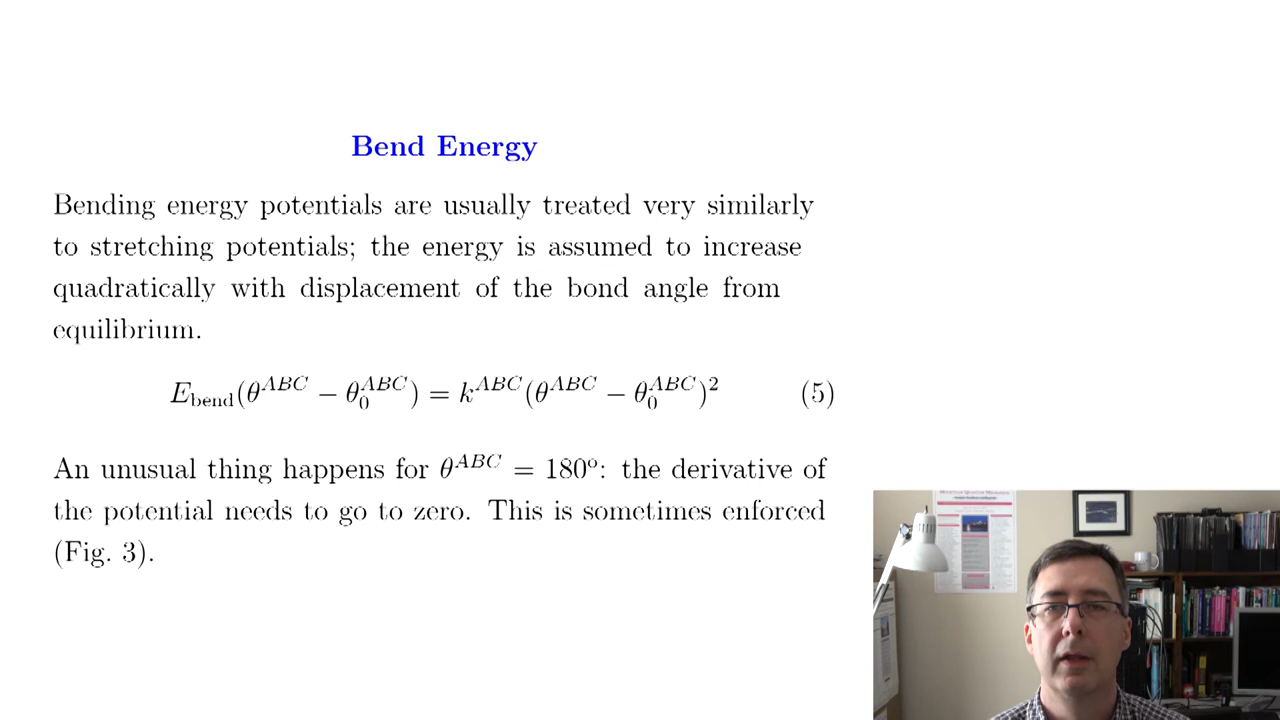 Bend Energy
Bending energy potentials are usually treated very similarly
to stretching potentials; the energy is assumed to increase
quadratically with displacement of the bond angle from
equilibrium.
E_bend(θ^ABC − θ_0^ABC) = k^ABC(θ^ABC − θ_0^ABC)^2 (5)
An unusual thing happens for θ^ABC = 180°: the derivative of
the potential needs to go to zero. This is sometimes enforced
(Fig. 3).